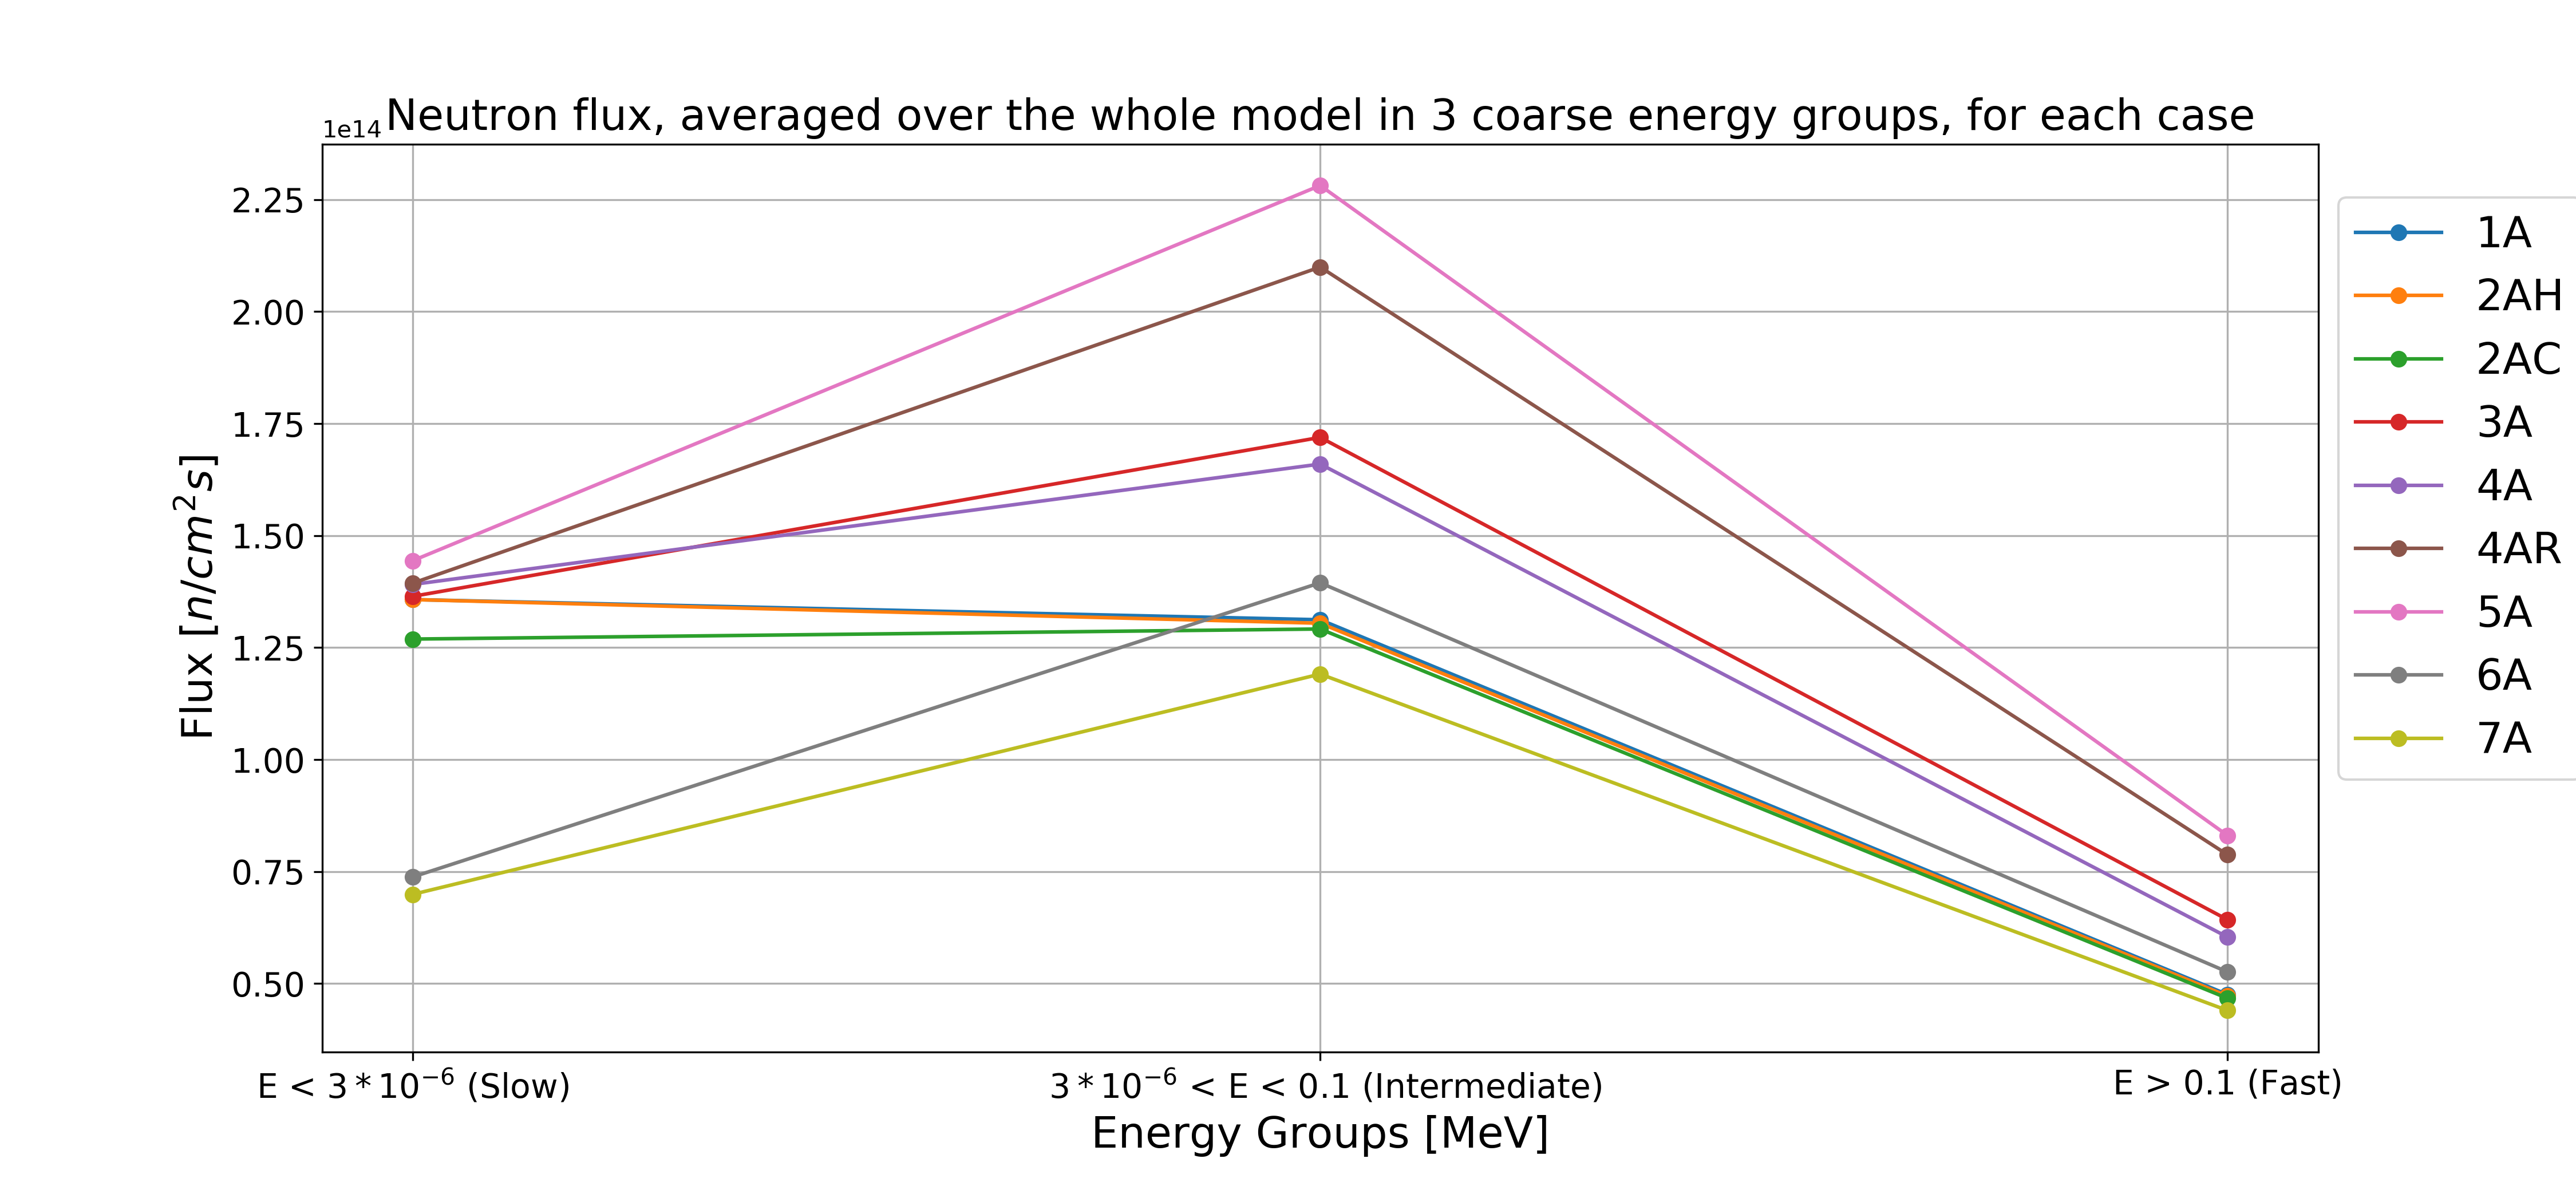 Neutron flux, averaged over the whole model in 3 coarse energy groups, for each case
1e14
2.25
2.00
1.75
1.50
1.25
1.00
0.75
0.50
Flux [n/cm²s]
E < 3 * 10⁻⁶ (Slow)
3 * 10⁻⁶ < E < 0.1 (Intermediate)
E > 0.1 (Fast)
Energy Groups [MeV]
1A
2AH
2AC
3A
4A
4AR
5A
6A
7A